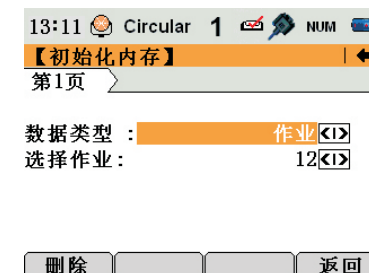 13:11 Circular 1 NUM
【初始化内存】
第1页
数据类型 : 作业
选择作业: 12
删除 返回